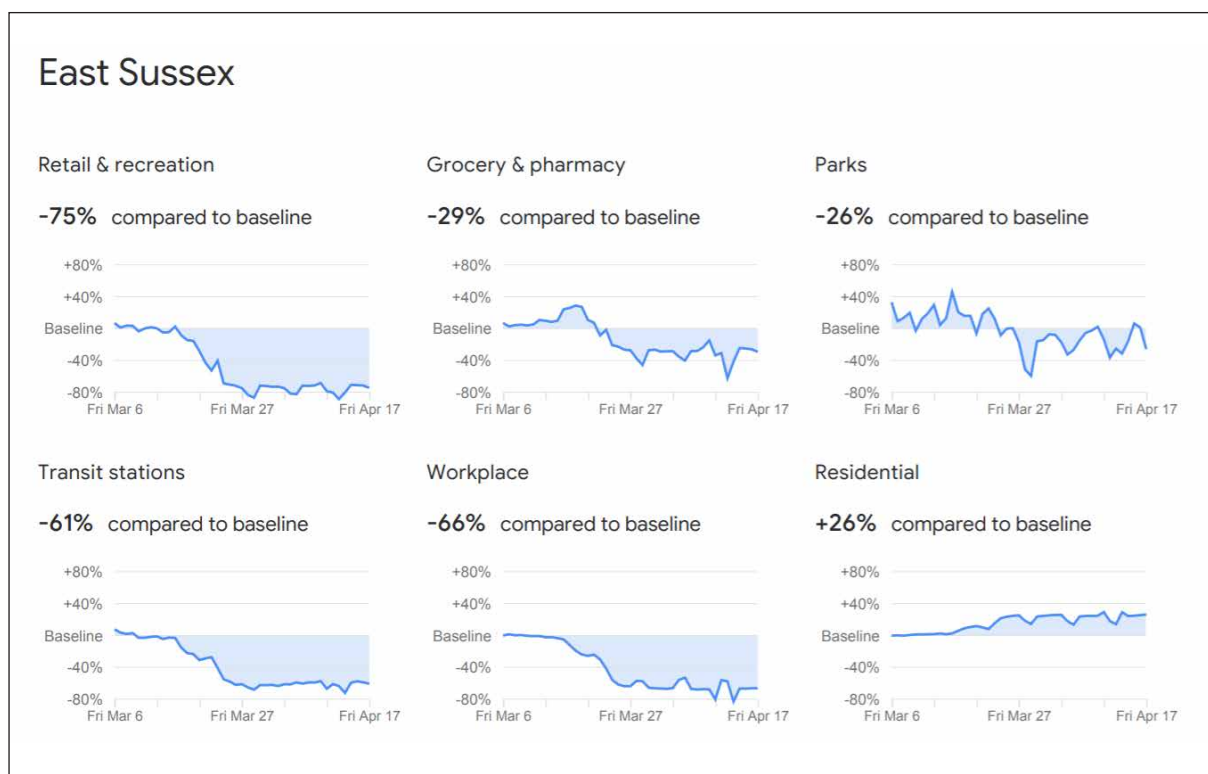 East Sussex
Retail & recreation
-75% compared to baseline
+80%
+40%
Baseline
-40%
-80%
Fri Mar 6 Fri Mar 27 Fri Apr 17
Grocery & pharmacy
-29% compared to baseline
+80%
+40%
Baseline
-40%
-80%
Fri Mar 6 Fri Mar 27 Fri Apr 17
Parks
-26% compared to baseline
+80%
+40%
Baseline
-40%
-80%
Fri Mar 6 Fri Mar 27 Fri Apr 17
Transit stations
-61% compared to baseline
+80%
+40%
Baseline
-40%
-80%
Fri Mar 6 Fri Mar 27 Fri Apr 17
Workplace
-66% compared to baseline
+80%
+40%
Baseline
-40%
-80%
Fri Mar 6 Fri Mar 27 Fri Apr 17
Residential
+26% compared to baseline
+80%
+40%
Baseline
-40%
-80%
Fri Mar 6 Fri Mar 27 Fri Apr 17